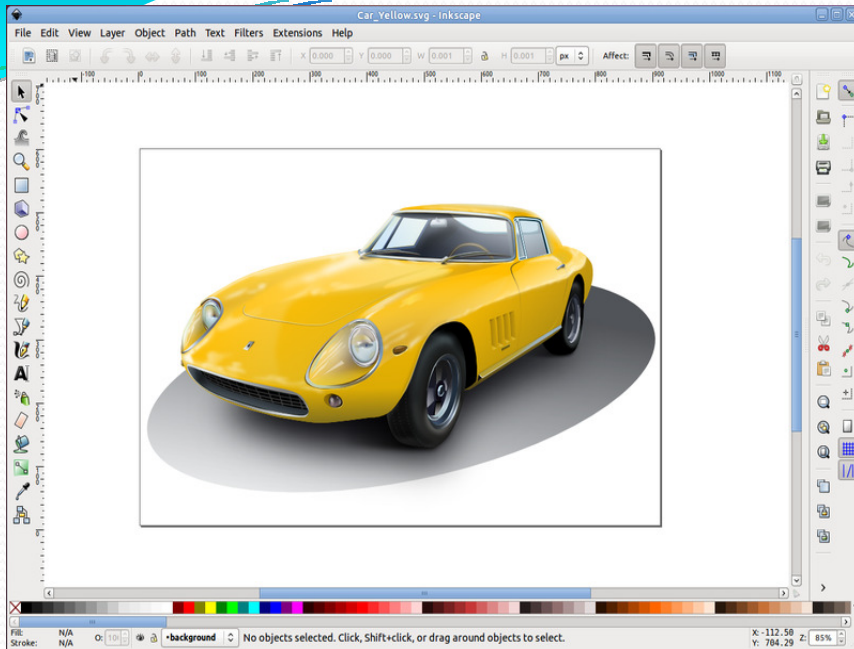 Car_Yellow.svg - Inkscape
File Edit View Layer Object Path Text Filters Extensions Help
X 0.000 Y 0.000 W 0.001 H 0.001 px Affect:
-100 0 100 200 300 400 500 600 700 800 900 1000 1100
Fill: N/A O: •background No objects selected. Click, Shift+click, or drag around objects to select. X: -112.50 Z: 85%
Stroke: N/A Y: 704.29